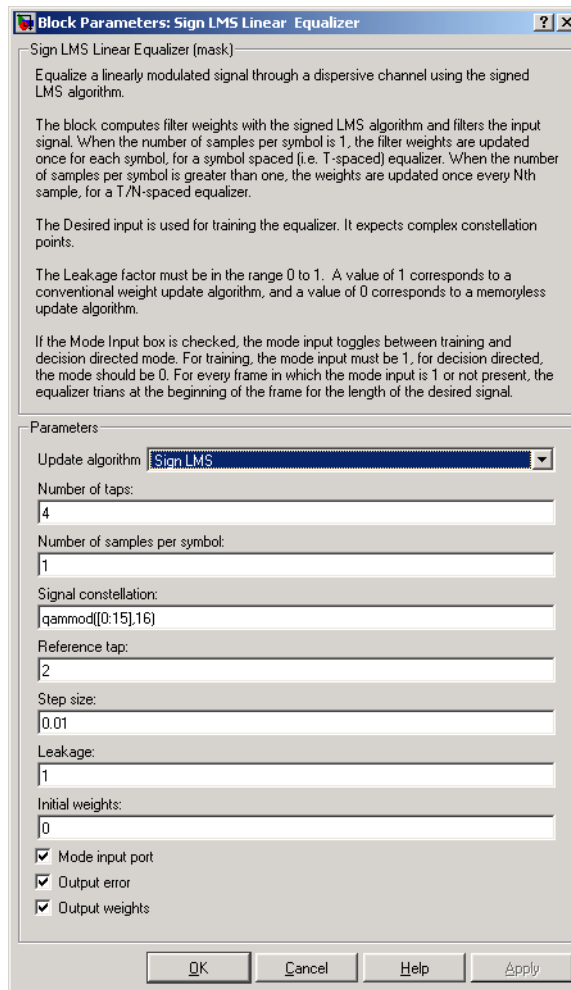 Block Parameters: Sign LMS Linear Equalizer
Sign LMS Linear Equalizer (mask)
Equalize a linearly modulated signal through a dispersive channel using the signed
LMS algorithm.
The block computes filter weights with the signed LMS algorithm and filters the input
signal. When the number of samples per symbol is 1, the filter weights are updated
once for each symbol, for a symbol spaced (i.e. T-spaced) equalizer. When the number
of samples per symbol is greater than one, the weights are updated once every Nth
sample, for a T/N-spaced equalizer.
The Desired input is used for training the equalizer. It expects complex constellation
points.
The Leakage factor must be in the range 0 to 1. A value of 1 corresponds to a
conventional weight update algorithm, and a value of 0 corresponds to a memoryless
update algorithm.
If the Mode Input box is checked, the mode input toggles between training and
decision directed mode. For training, the mode input must be 1, for decision directed,
the mode should be 0. For every frame in which the mode input is 1 or not present, the
equalizer trians at the beginning of the frame for the length of the desired signal.
Parameters
Update algorithm Sign LMS
Number of taps:
4
Number of samples per symbol:
1
Signal constellation:
qammod([0:15],16)
Reference tap:
2
Step size:
0.01
Leakage:
1
Initial weights:
0
Mode input port
Output error
Output weights
OK Cancel Help Apply